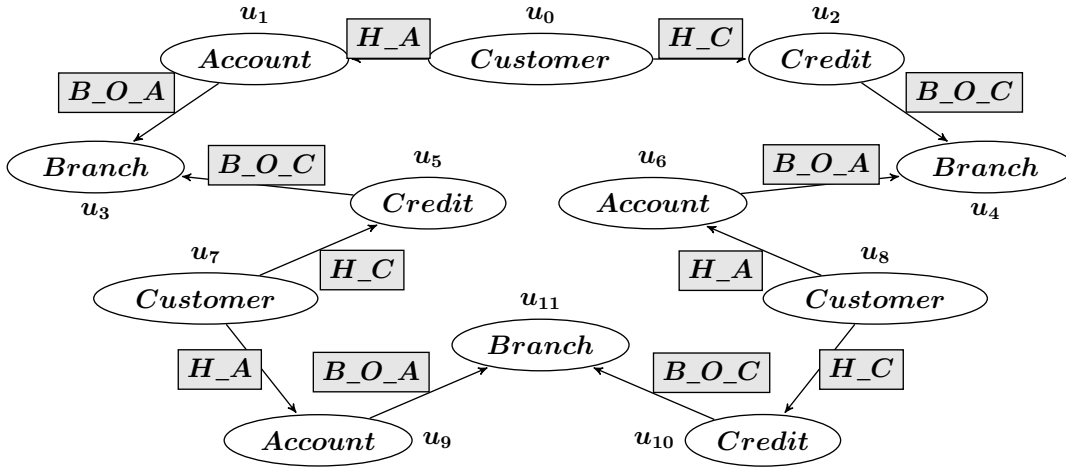 u₁ u₀ u₂
Account H_A Customer H_C Credit
B_O_A B_O_C
Branch B_O_C u₅ u₆ B_O_A Branch
u₃ Credit Account u₄
u₇ H_C H_A u₈
Customer u₁₁ Customer
Branch
H_A B_O_A B_O_C H_C
Account u₉ u₁₀ Credit